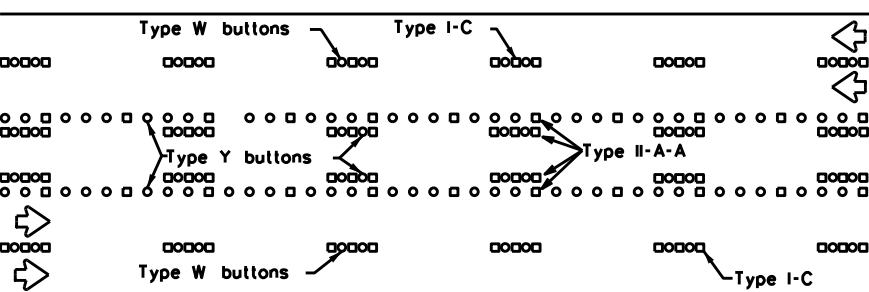 Type W buttons
Type I-C
Type Y buttons
Type II-A-A
Type W buttons
Type I-C